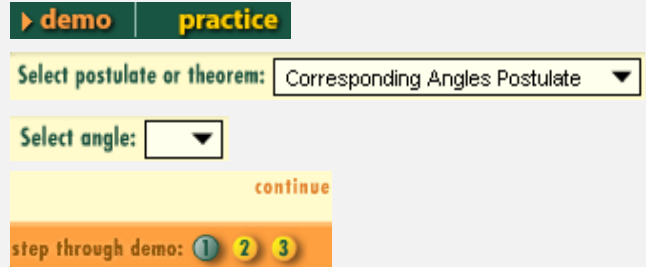 demo practice
Select postulate or theorem: Corresponding Angles Postulate
Select angle:
continue
step through demo: 1 2 3